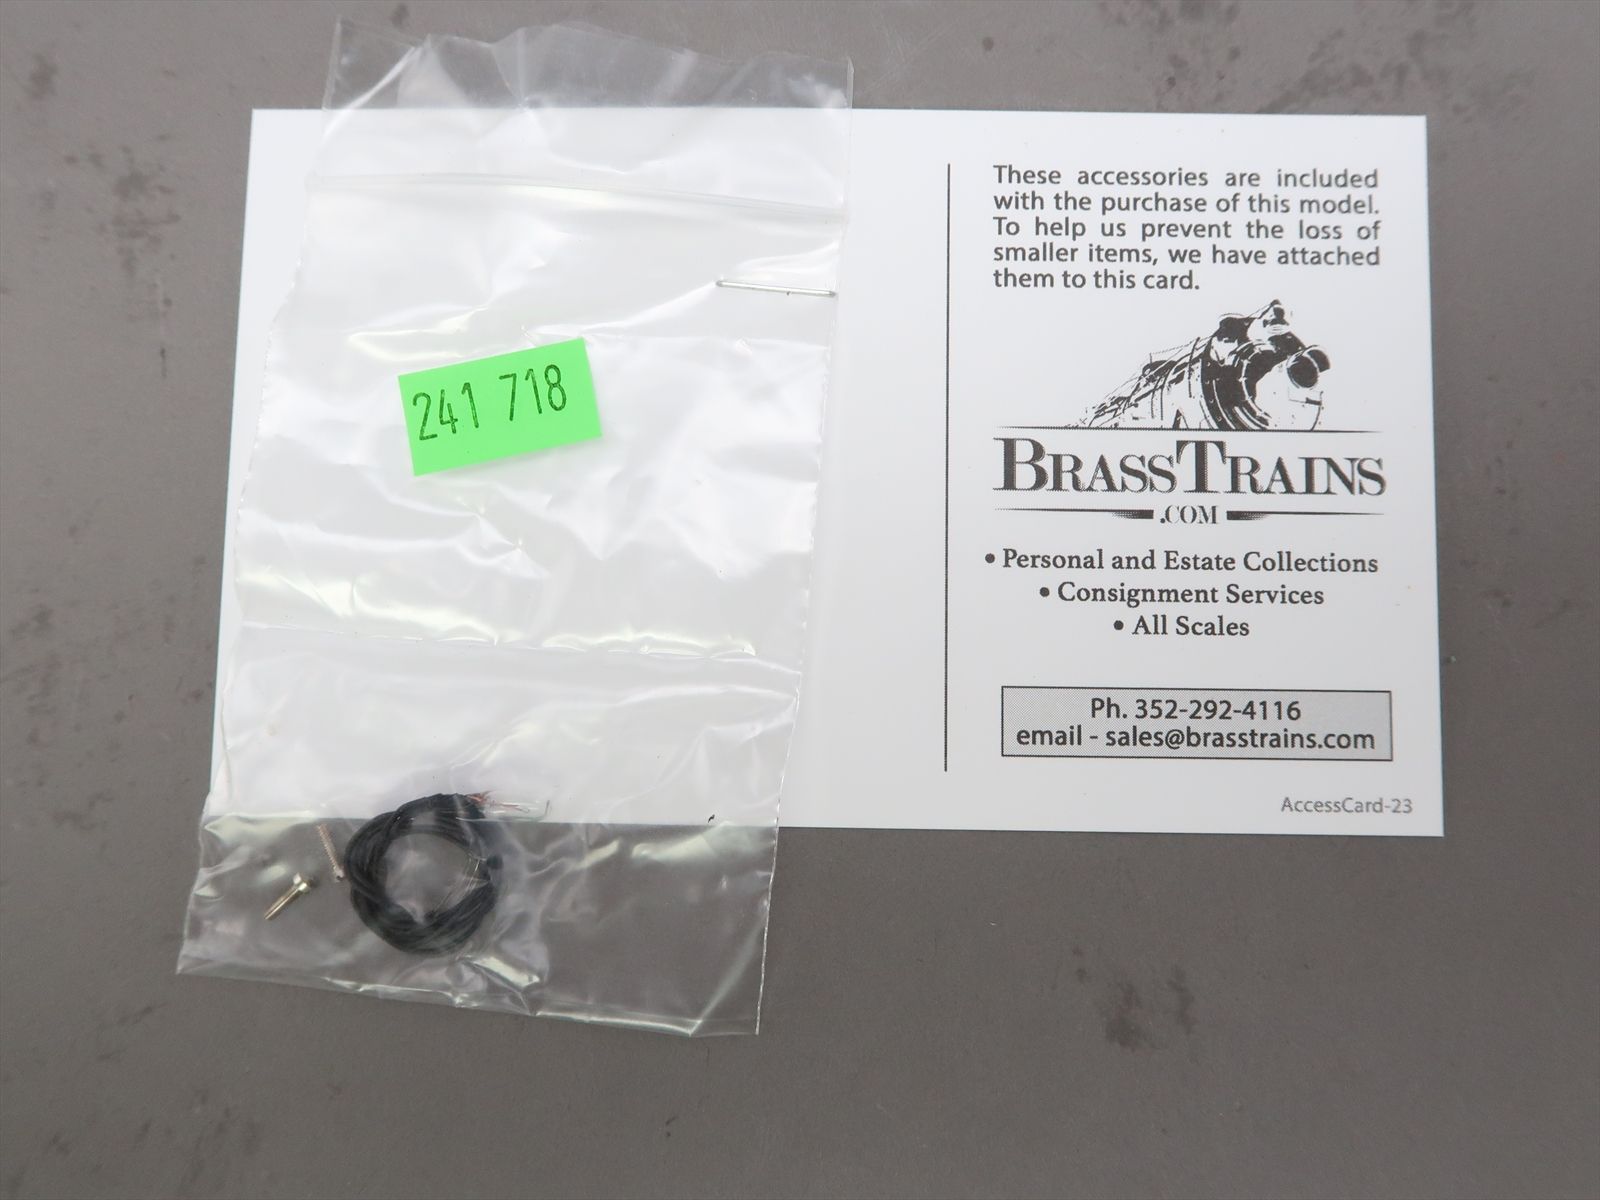 241 718
These accessories are included
with the purchase of this model.
To help us prevent the loss of
smaller items, we have attached
them to this card.
BRASSTRAINS
.COM
• Personal and Estate Collections
• Consignment Services
• All Scales
Ph. 352-292-4116
email - sales@brasstrains.com
AccessCard-23